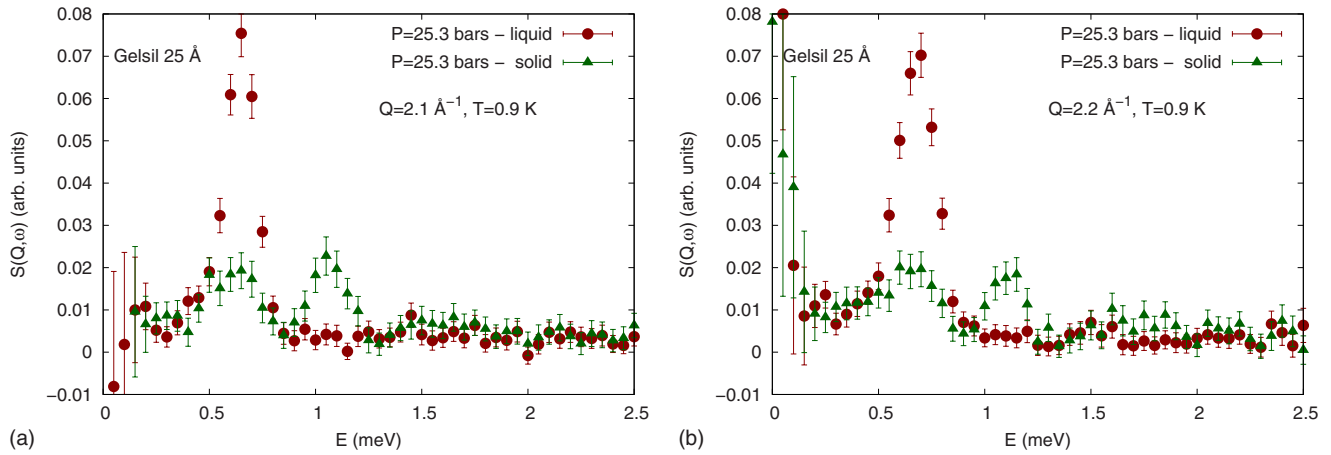 0.08
0.07
0.06
0.05
0.04
0.03
0.02
0.01
0
−0.01
S(Q,ω) (arb. units)
Gelsil 25 Å
P=25.3 bars − liquid
P=25.3 bars − solid
Q=2.1 Å⁻¹, T=0.9 K
0 0.5 1 1.5 2 2.5
E (meV)
(a)
0.08
0.07
0.06
0.05
0.04
0.03
0.02
0.01
0
−0.01
S(Q,ω) (arb. units)
Gelsil 25 Å
P=25.3 bars − liquid
P=25.3 bars − solid
Q=2.2 Å⁻¹, T=0.9 K
0 0.5 1 1.5 2 2.5
E (meV)
(b)